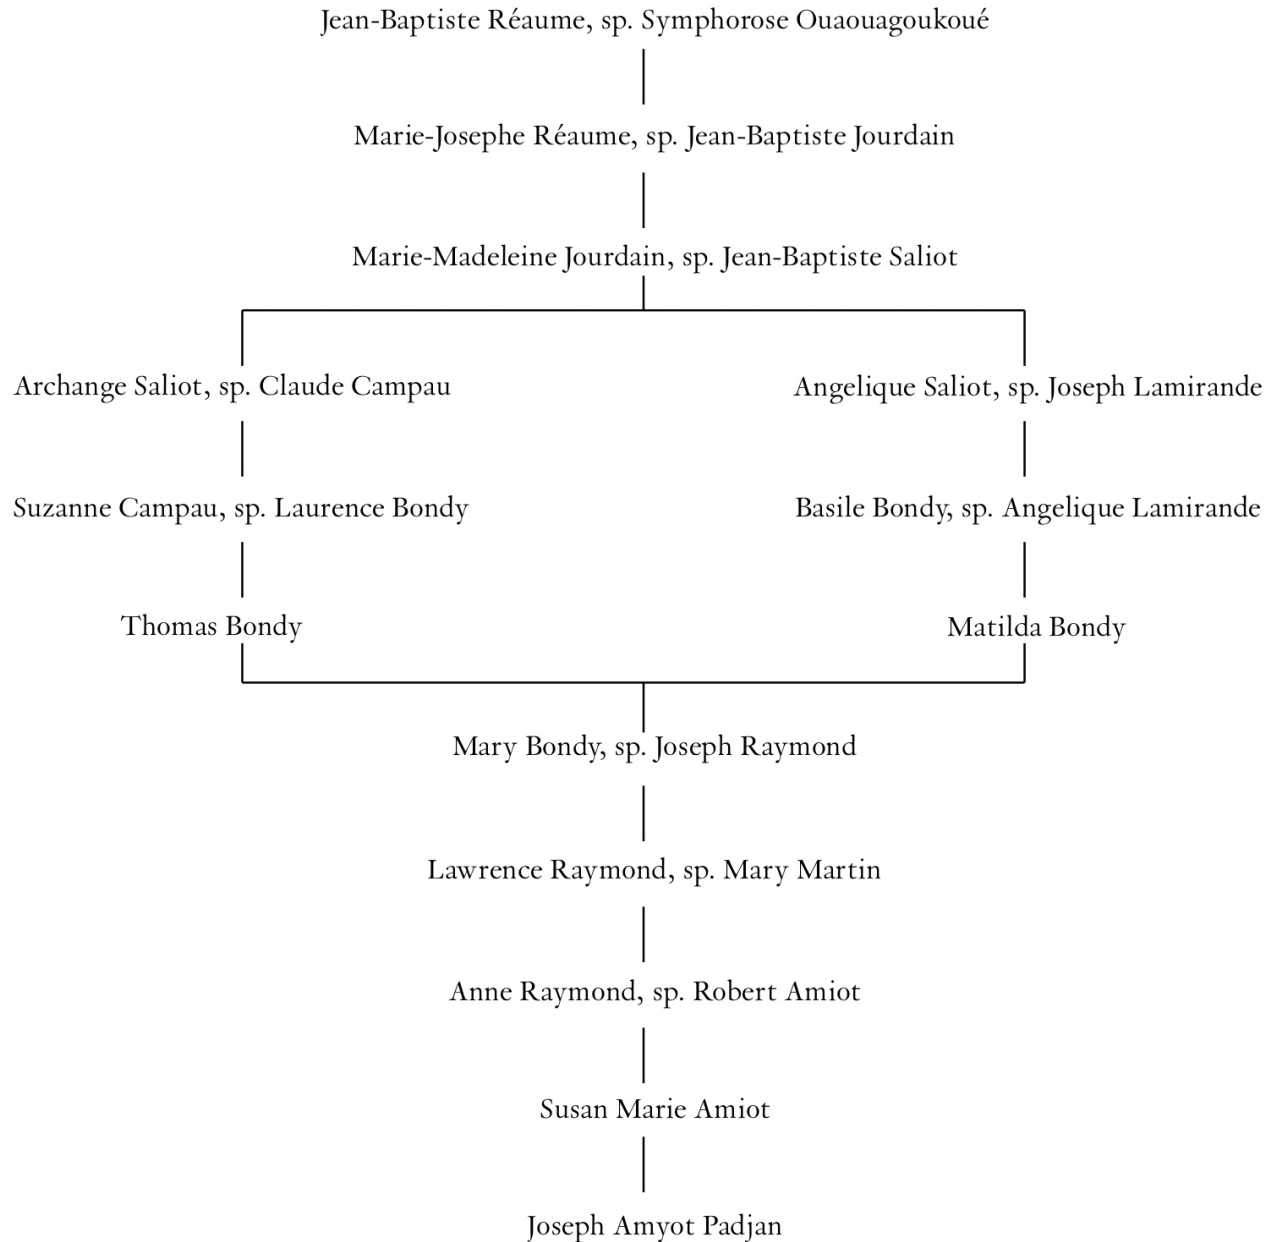 Jean-Baptiste Réaume, sp. Symphorose Ouaouagoukoué
Marie-Josephe Réaume, sp. Jean-Baptiste Jourdain
Marie-Madeleine Jourdain, sp. Jean-Baptiste Saliot
Archange Saliot, sp. Claude Campau
Angelique Saliot, sp. Joseph Lamirande
Suzanne Campau, sp. Laurence Bondy
Basile Bondy, sp. Angelique Lamirande
Thomas Bondy
Matilda Bondy
Mary Bondy, sp. Joseph Raymond
Lawrence Raymond, sp. Mary Martin
Anne Raymond, sp. Robert Amiot
Susan Marie Amiot
Joseph Amyot Padjan